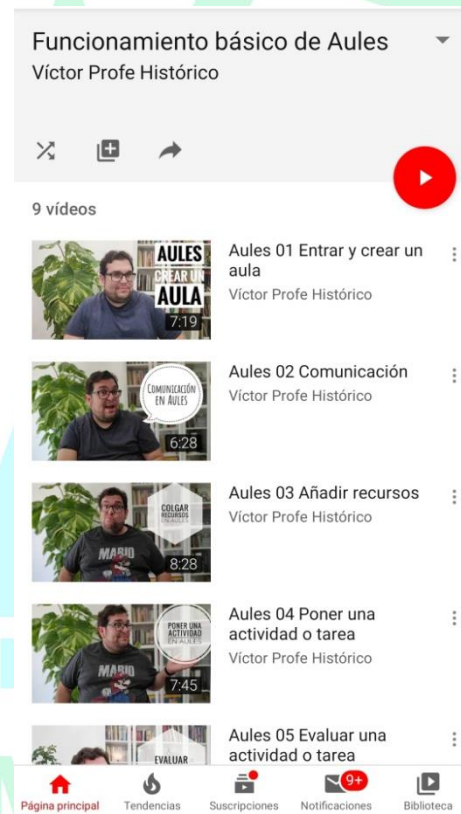 Funcionamiento básico de Aules
Víctor Profe Histórico
9 vídeos
AULES
CREAR UN
AULA
7:19
Aules 01 Entrar y crear un
aula
Víctor Profe Histórico
COMUNICACIÓN
EN AULES
6:28
Aules 02 Comunicación
Víctor Profe Histórico
COLGAR
RECURSOS
EN AULES
MARIO
8:28
Aules 03 Añadir recursos
Víctor Profe Histórico
PONER UNA
ACTIVIDAD
EN AULES
MARIO
7:45
Aules 04 Poner una
actividad o tarea
Víctor Profe Histórico
EVALUAR
Aules 05 Evaluar una
actividad o tarea
9+
Página principal
Tendencias
Suscripciones
Notificaciones
Biblioteca